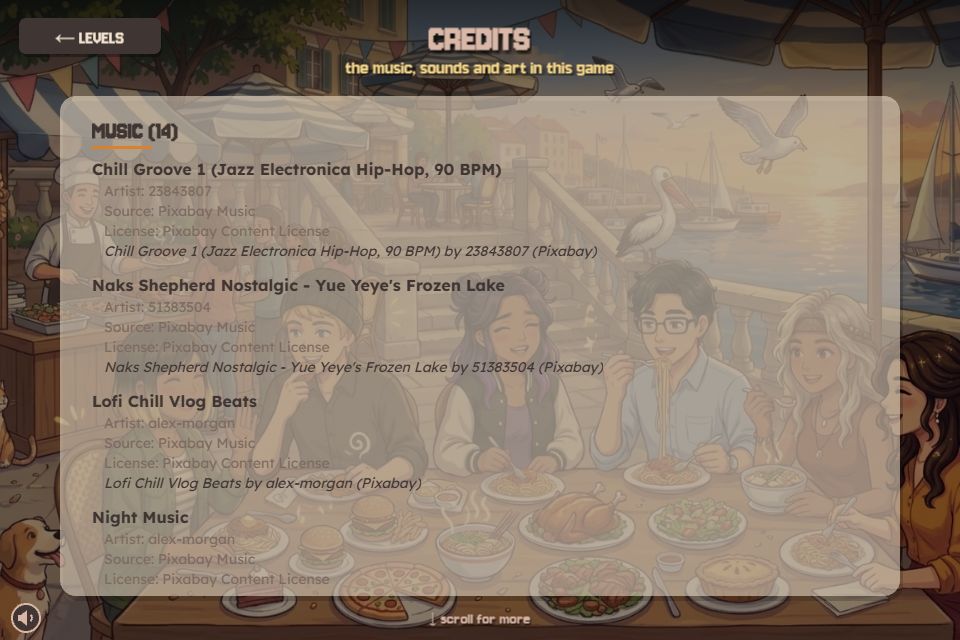 ← LEVELS
CREDITS
the music, sounds and art in this game
MUSIC (14)
Chill Groove 1 (Jazz Electronica Hip-Hop, 90 BPM)
Artist: 23843807
Source: Pixabay Music
License: Pixabay Content License
Chill Groove 1 (Jazz Electronica Hip-Hop, 90 BPM) by 23843807 (Pixabay)
Naks Shepherd Nostalgic - Yue Yeye's Frozen Lake
Artist: 51383504
Source: Pixabay Music
License: Pixabay Content License
Naks Shepherd Nostalgic - Yue Yeye's Frozen Lake by 51383504 (Pixabay)
Lofi Chill Vlog Beats
Artist: alex-morgan
Source: Pixabay Music
License: Pixabay Content License
Lofi Chill Vlog Beats by alex-morgan (Pixabay)
Night Music
Artist: alex-morgan
Source: Pixabay Music
License: Pixabay Content License
↓ scroll for more